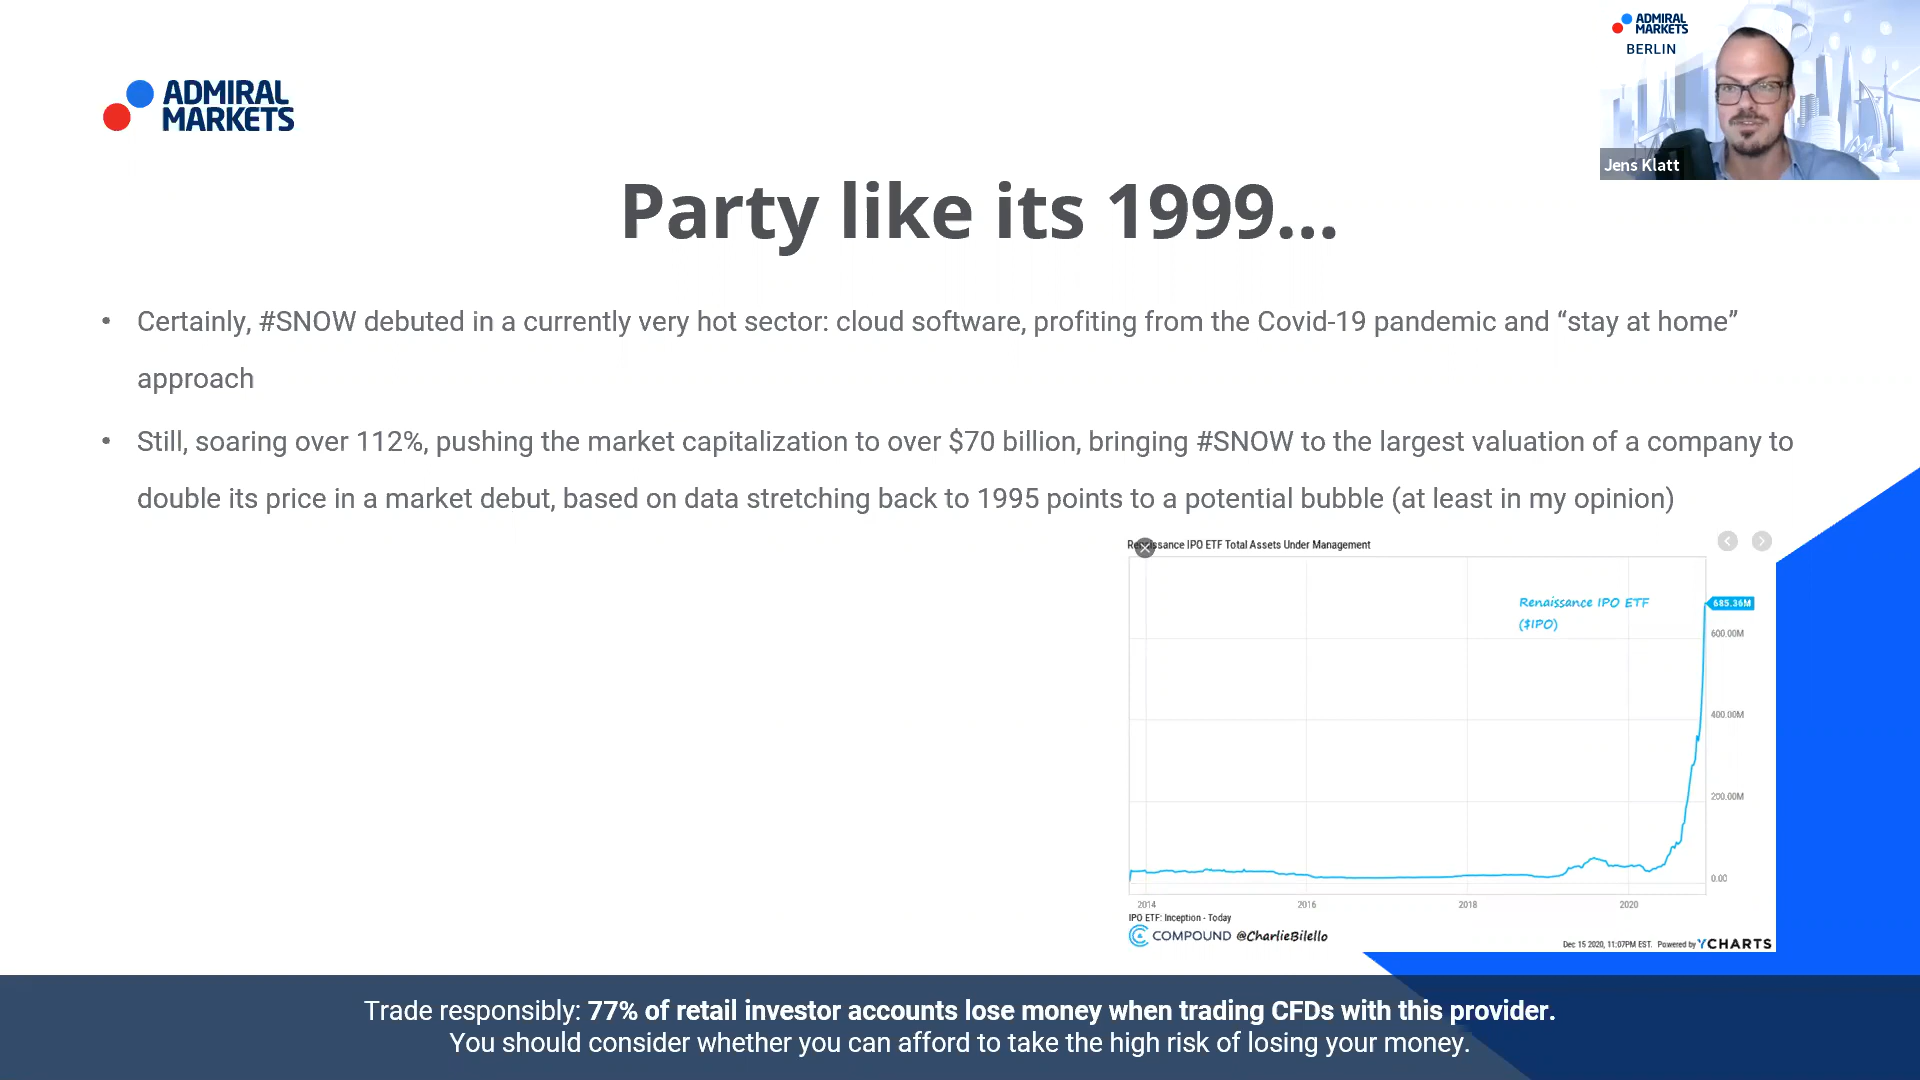 ADMIRAL
MARKETS
ADMIRAL
MARKETS
BERLIN
Jens Klatt
Party like its 1999...
• Certainly, #SNOW debuted in a currently very hot sector: cloud software, profiting from the Covid-19 pandemic and “stay at home”
approach
• Still, soaring over 112%, pushing the market capitalization to over $70 billion, bringing #SNOW to the largest valuation of a company to
double its price in a market debut, based on data stretching back to 1995 points to a potential bubble (at least in my opinion)
Renaissance IPO ETF Total Assets Under Management
Renaissance IPO ETF
($IPO)
685.36M
600.00M
400.00M
200.00M
0.00
2014 2016 2018 2020
IPO ETF: Inception - Today
COMPOUND @CharlieBilello
Dec 15 2020, 11:07PM EST. Powered by YCHARTS
Trade responsibly: 77% of retail investor accounts lose money when trading CFDs with this provider.
You should consider whether you can afford to take the high risk of losing your money.